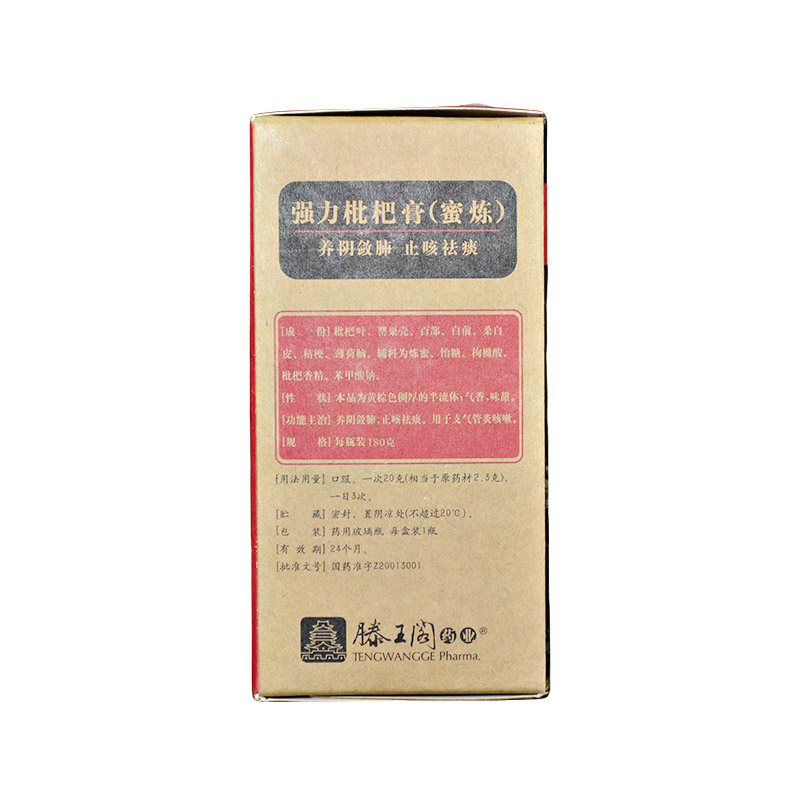 强力枇杷膏(蜜炼)
养阴敛肺 止咳祛痰
[成 份] 枇杷叶、罂粟壳、百部、白前、桑白
皮、桔梗、薄荷脑。辅料为炼蜜、饴糖、枸橼酸、
枇杷香精、苯甲酸钠。
[性 状] 本品为黄棕色稠厚的半流体;气香,味甜。
[功能主治] 养阴敛肺,止咳祛痰。用于支气管炎咳嗽。
[规 格] 每瓶装180克
[用法用量] 口服。一次20克(相当于原药材2.3克),
一日3次。
[贮 藏] 密封,置阴凉处(不超过20℃)。
[包 装] 药用玻璃瓶 每盒装1瓶
[有 效 期] 24个月。
[批准文号] 国药准字Z20013001
滕王阁药业®
TENGWANGGE Pharma.